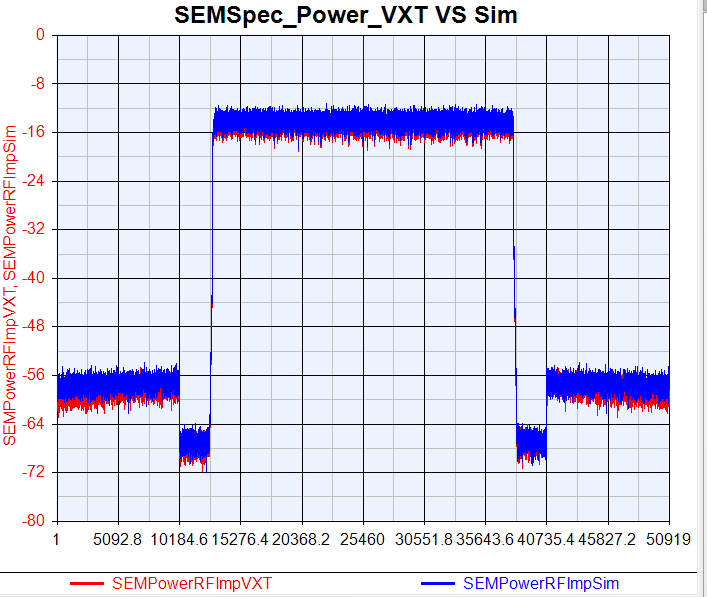 SEMSpec_Power_VXT VS Sim
0
-8
-16
-24
-32
-40
-48
-56
-64
-72
-80
SEMPowerRFImpVXT, SEMPowerRFImpSim
1 5092.8 10184.6 15276.4 20368.2 25460 30551.8 35643.6 40735.4 45827.2 50919
SEMPowerRFImpVXT SEMPowerRFImpSim